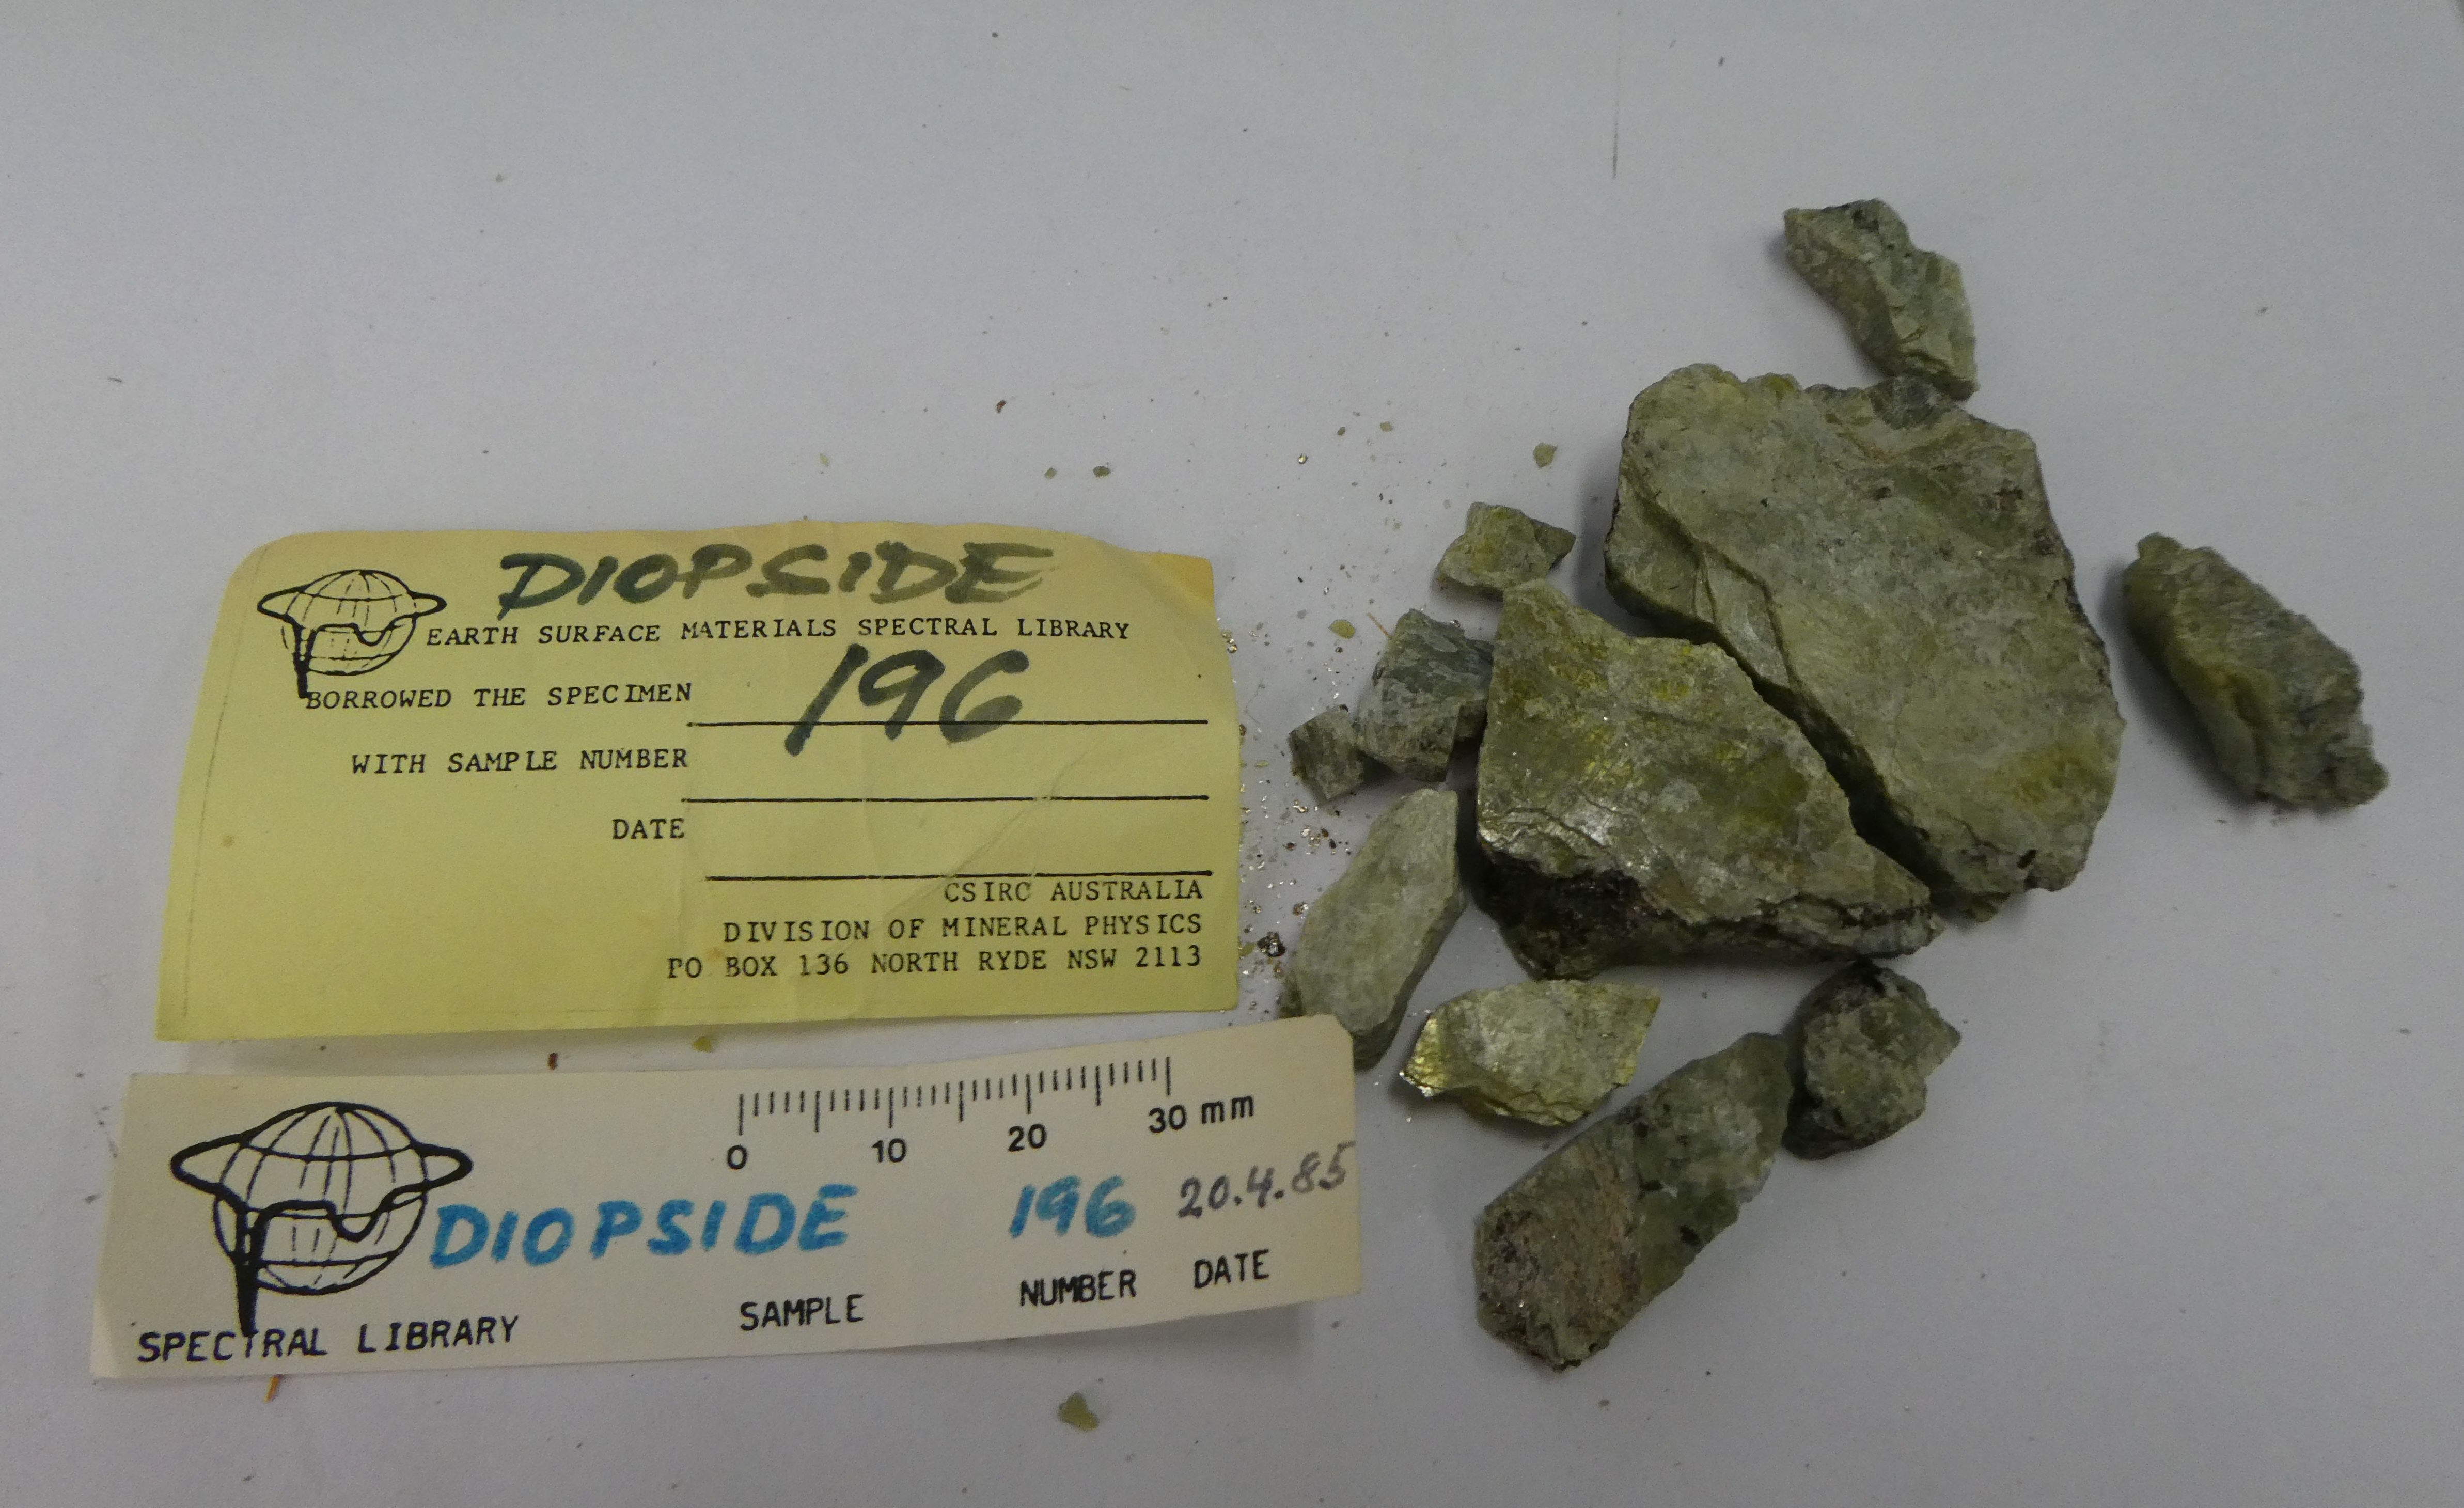 DIOPSIDE
EARTH SURFACE MATERIALS SPECTRAL LIBRARY
BORROWED THE SPECIMEN 196
WITH SAMPLE NUMBER
DATE
CSIRO AUSTRALIA
DIVISION OF MINERAL PHYSICS
PO BOX 136 NORTH RYDE NSW 2113
0 10 20 30 mm
DIOPSIDE 196 20.4.85
SPECTRAL LIBRARY SAMPLE NUMBER DATE